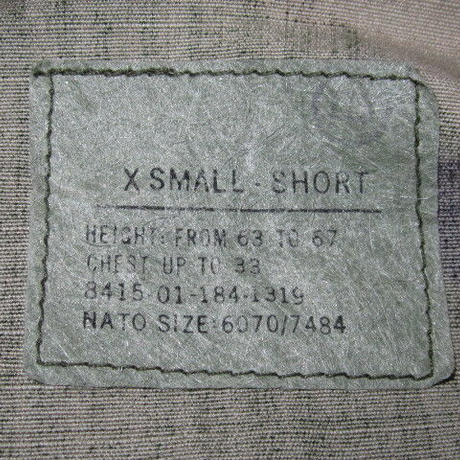 X SMALL - SHORT
HEIGHT: FROM 63 TO 67
CHEST UP TO 33
8415-01-184-1319
NATO SIZE: 6070/7484